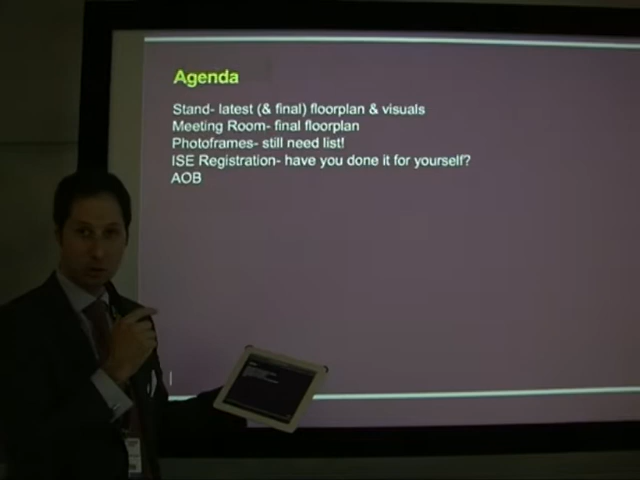 Agenda
Stand- latest (& final) floorplan & visuals
Meeting Room- final floorplan
Photoframes- still need list!
ISE Registration- have you done it for yourself?
AOB